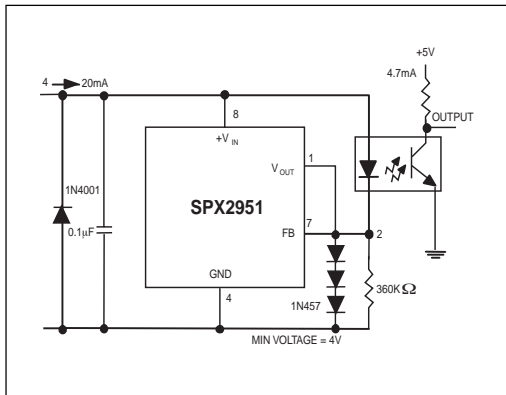 +5V
4.7mA
4 20mA
OUTPUT
8
+V IN
1
1N4001
V OUT
SPX2951
7
0.1µF
FB
2
GND
360KΩ
4
1N457
MIN VOLTAGE = 4V